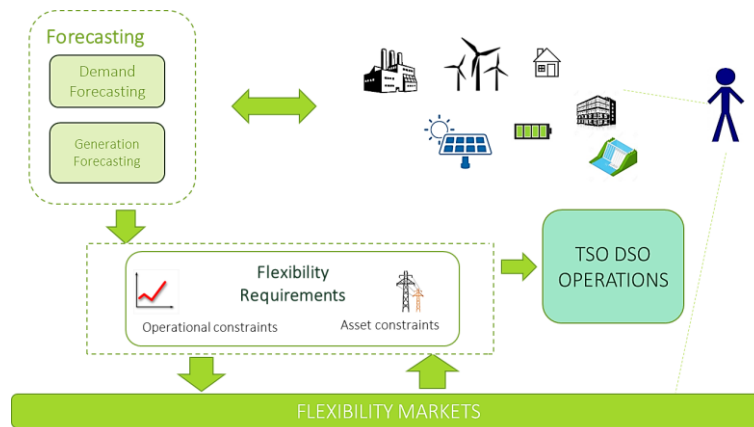 Forecasting
Demand
Forecasting
Generation
Forecasting
Flexibility
Requirements
Operational constraints
Asset constraints
TSO DSO
OPERATIONS
FLEXIBILITY MARKETS